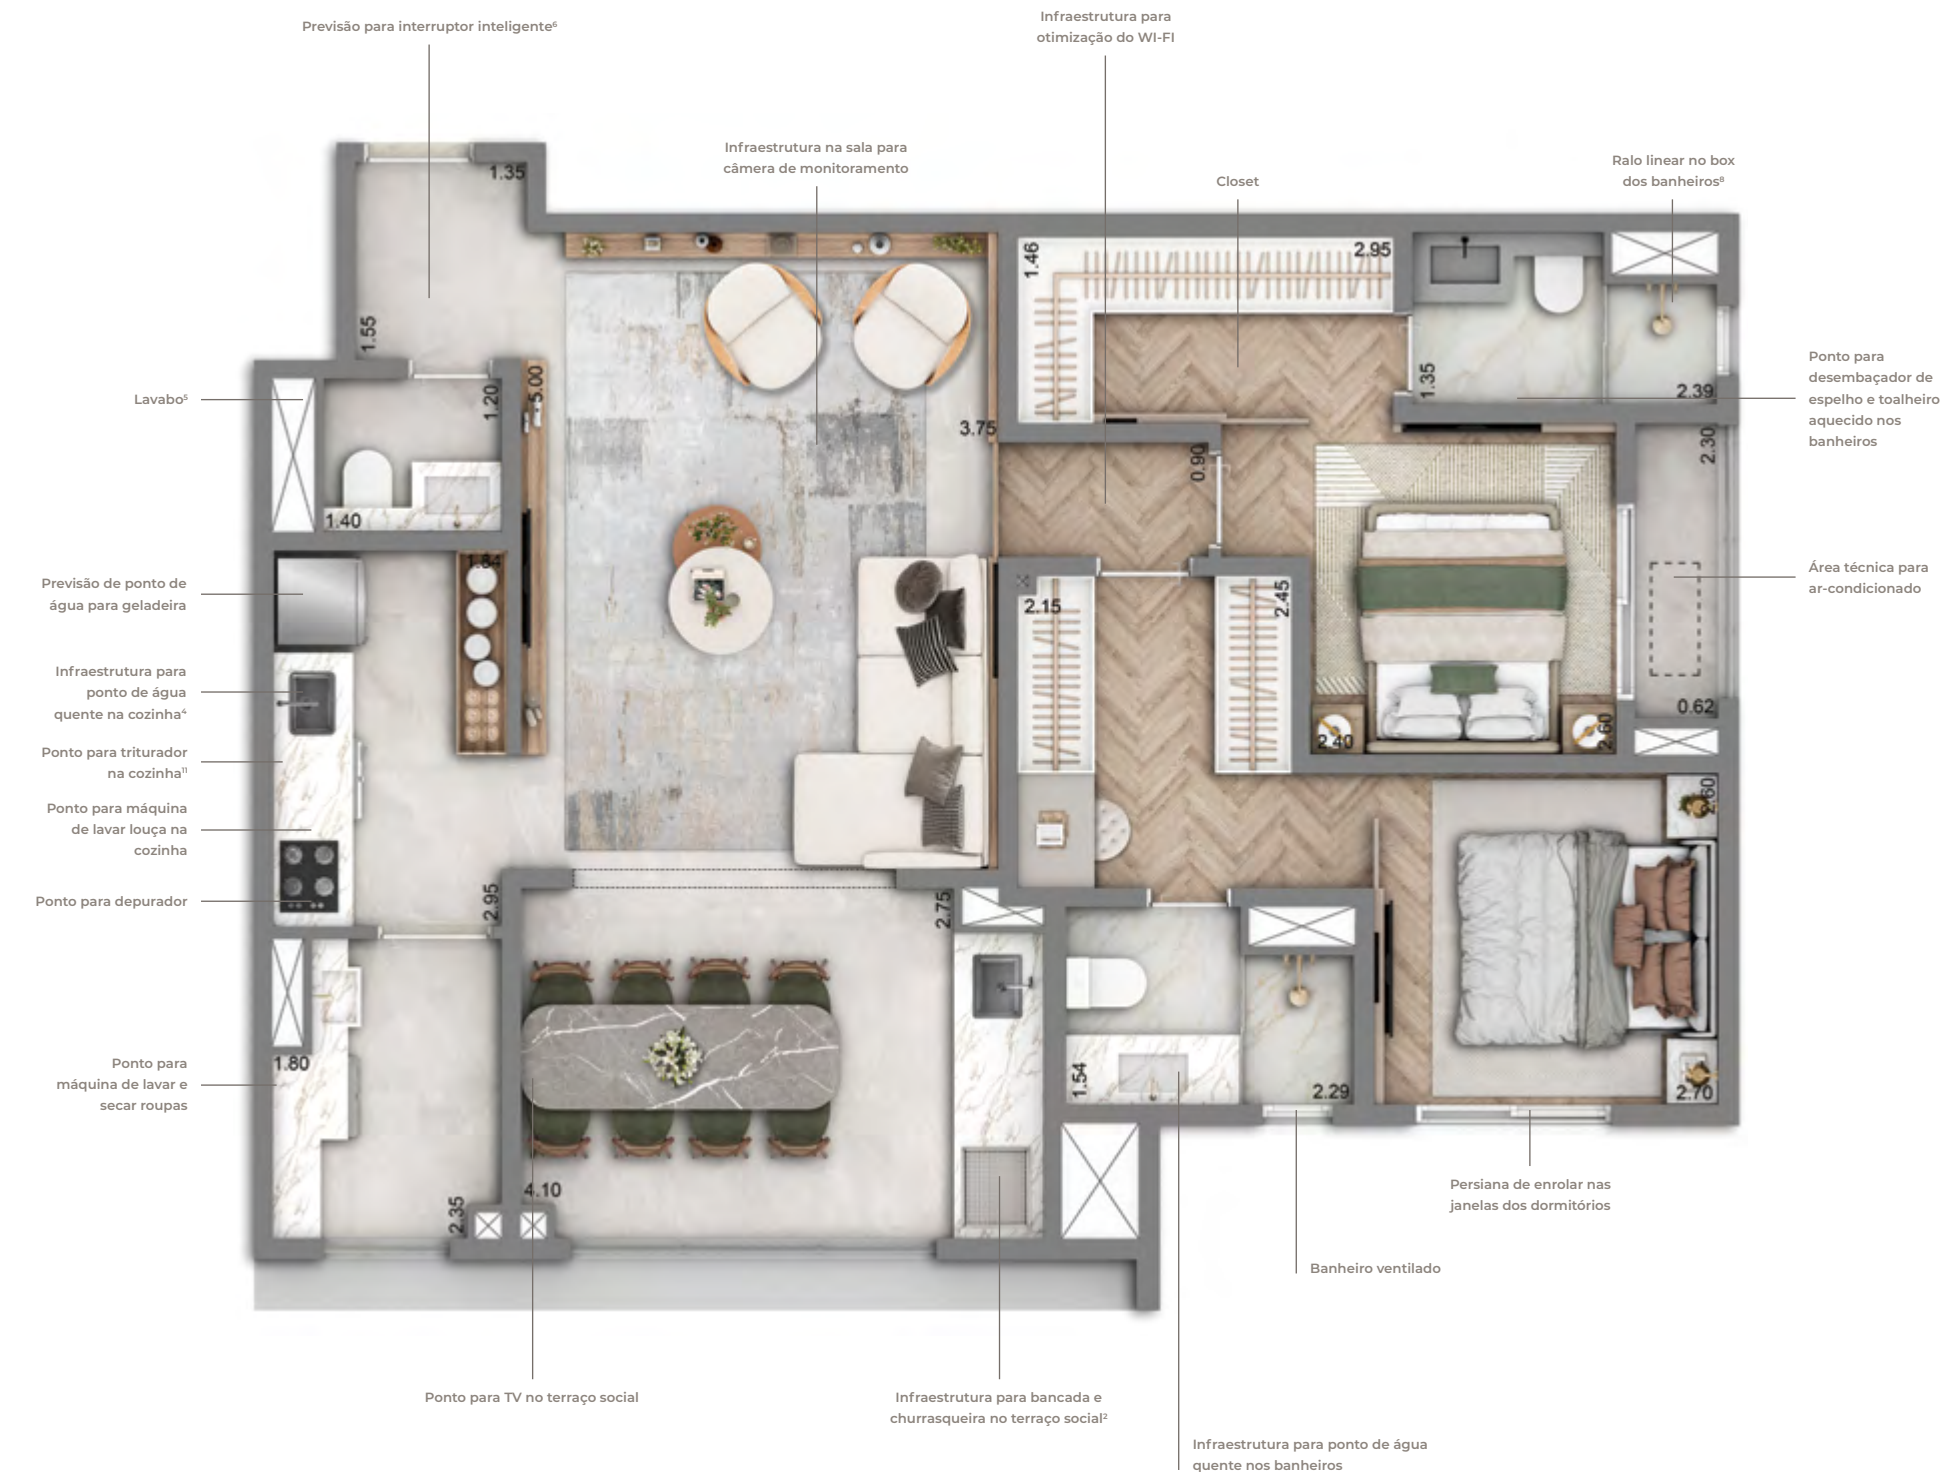 Previsão para interruptor inteligente⁶
Infraestrutura para
otimização do WI-FI
Infraestrutura na sala para
câmera de monitoramento
Closet
Ralo linear no box
dos banheiros⁸
Ponto para
desembaçador de
espelho e toalheiro
aquecido nos
banheiros
Área técnica para
ar-condicionado
Lavabo⁵
Previsão de ponto de
água para geladeira
Infraestrutura para
ponto de água
quente na cozinha⁴
Ponto para triturador
na cozinha¹¹
Ponto para máquina
de lavar louça na
cozinha
Ponto para depurador
Ponto para
máquina de lavar e
secar roupas
1.35
1.55
1.20
5.00
1.40
1.84
3.75
1.46
2.95
1.35
2.39
2.30
0.90
2.15
2.45
0.62
2.40
2.60
2.60
2.95
2.75
1.80
1.54
2.29
2.70
4.10
2.35
Persiana de enrolar nas
janelas dos dormitórios
Banheiro ventilado
Ponto para TV no terraço social
Infraestrutura para bancada e
churrasqueira no terraço social²
Infraestrutura para ponto de água
quente nos banheiros